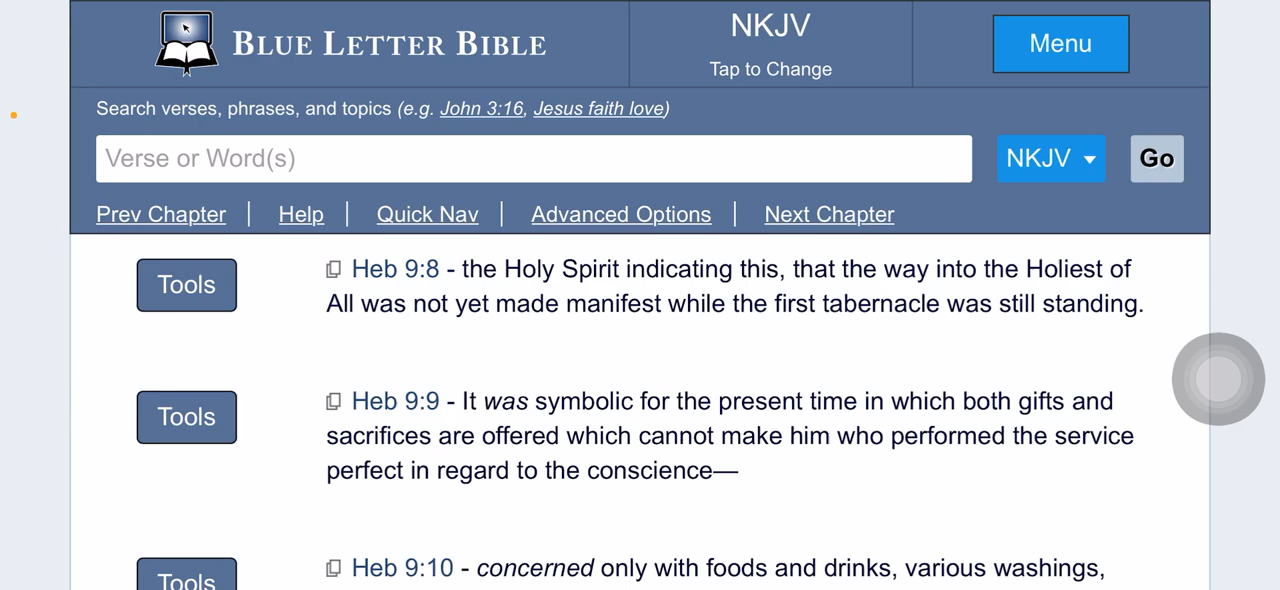 BLUE LETTER BIBLE
NKJV
Tap to Change
Menu
Search verses, phrases, and topics (e.g. John 3:16, Jesus faith love)
Verse or Word(s)
NKJV
Go
Prev Chapter | Help | Quick Nav | Advanced Options | Next Chapter
Tools
Heb 9:8 - the Holy Spirit indicating this, that the way into the Holiest of
All was not yet made manifest while the first tabernacle was still standing.
Tools
Heb 9:9 - It was symbolic for the present time in which both gifts and
sacrifices are offered which cannot make him who performed the service
perfect in regard to the conscience—
Tools
Heb 9:10 - concerned only with foods and drinks, various washings,